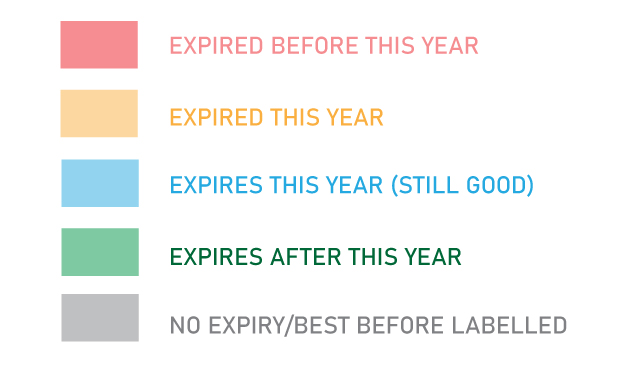 EXPIRED BEFORE THIS YEAR
EXPIRED THIS YEAR
EXPIRES THIS YEAR (STILL GOOD)
EXPIRES AFTER THIS YEAR
NO EXPIRY/BEST BEFORE LABELLED